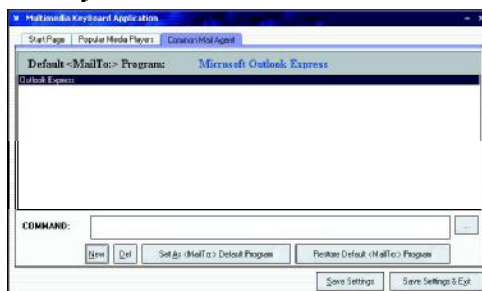 Multimedia Keyboard Application
Start Page Popular Media Players Common Mail Agent
Default <MailTo:> Program: Microsoft Outlook Express
Outlook Express
COMMAND: ...
New Del Set As <MailTo:> Default Program Restore Default <MailTo:> Program
Save Settings Save Settings & Exit